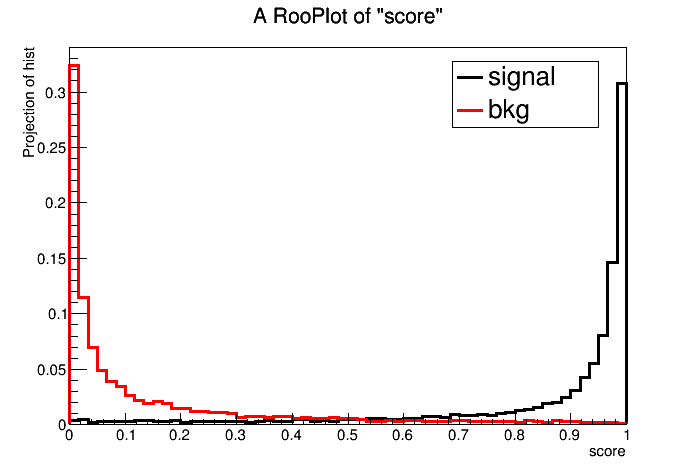 A RooPlot of "score"
Projection of hist
signal
bkg
0.3
0.25
0.2
0.15
0.1
0.05
0
0 0.1 0.2 0.3 0.4 0.5 0.6 0.7 0.8 0.9 1
score